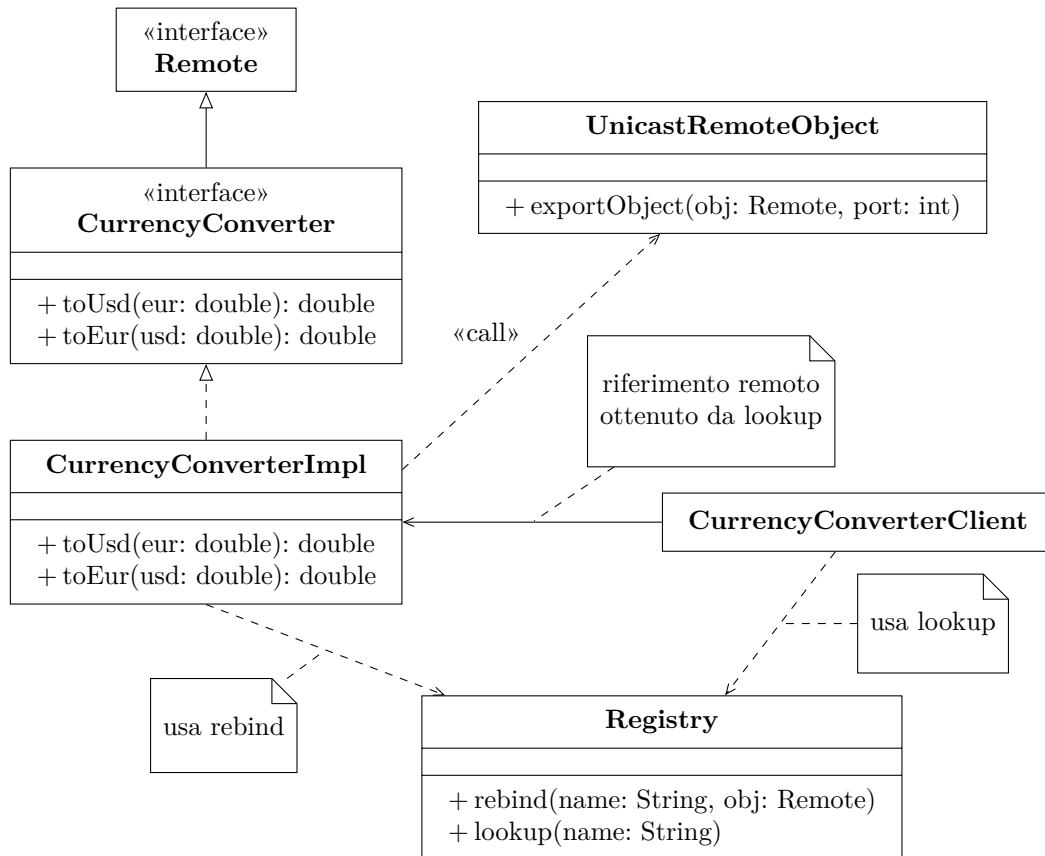 «interface»
Remote
UnicastRemoteObject
+ exportObject(obj: Remote, port: int)
«interface»
CurrencyConverter
+ toUsd(eur: double): double
+ toEur(usd: double): double
«call»
riferimento remoto
ottenuto da lookup
CurrencyConverterImpl
+ toUsd(eur: double): double
+ toEur(usd: double): double
CurrencyConverterClient
usa lookup
usa rebind
Registry
+ rebind(name: String, obj: Remote)
+ lookup(name: String)